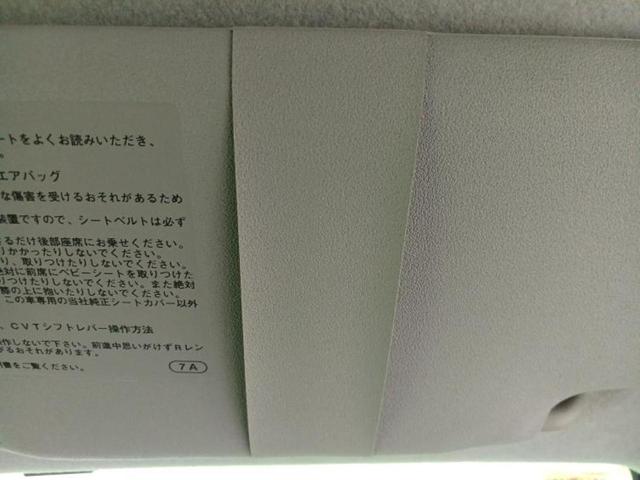 ートをよくお読みいただき、
エアバッグ
な傷害を受けるおそれがあるため
装置ですので、シートベルトは必ず
るだけ後部座席にお乗せください。
りかかったりしないでください。
り、取りつけたりしないでください。
絶対に前席にベビーシートを取りつけた
りつけたりしないでください。また絶対
膝の上に抱いたりしないでください。
この車専用の当社純正シートカバー以外
、CVTシフトレバー操作方法
操作しないで下さい。前進中思いがけずRレン
がるおそれがあります。
明書をご覧ください。
7A